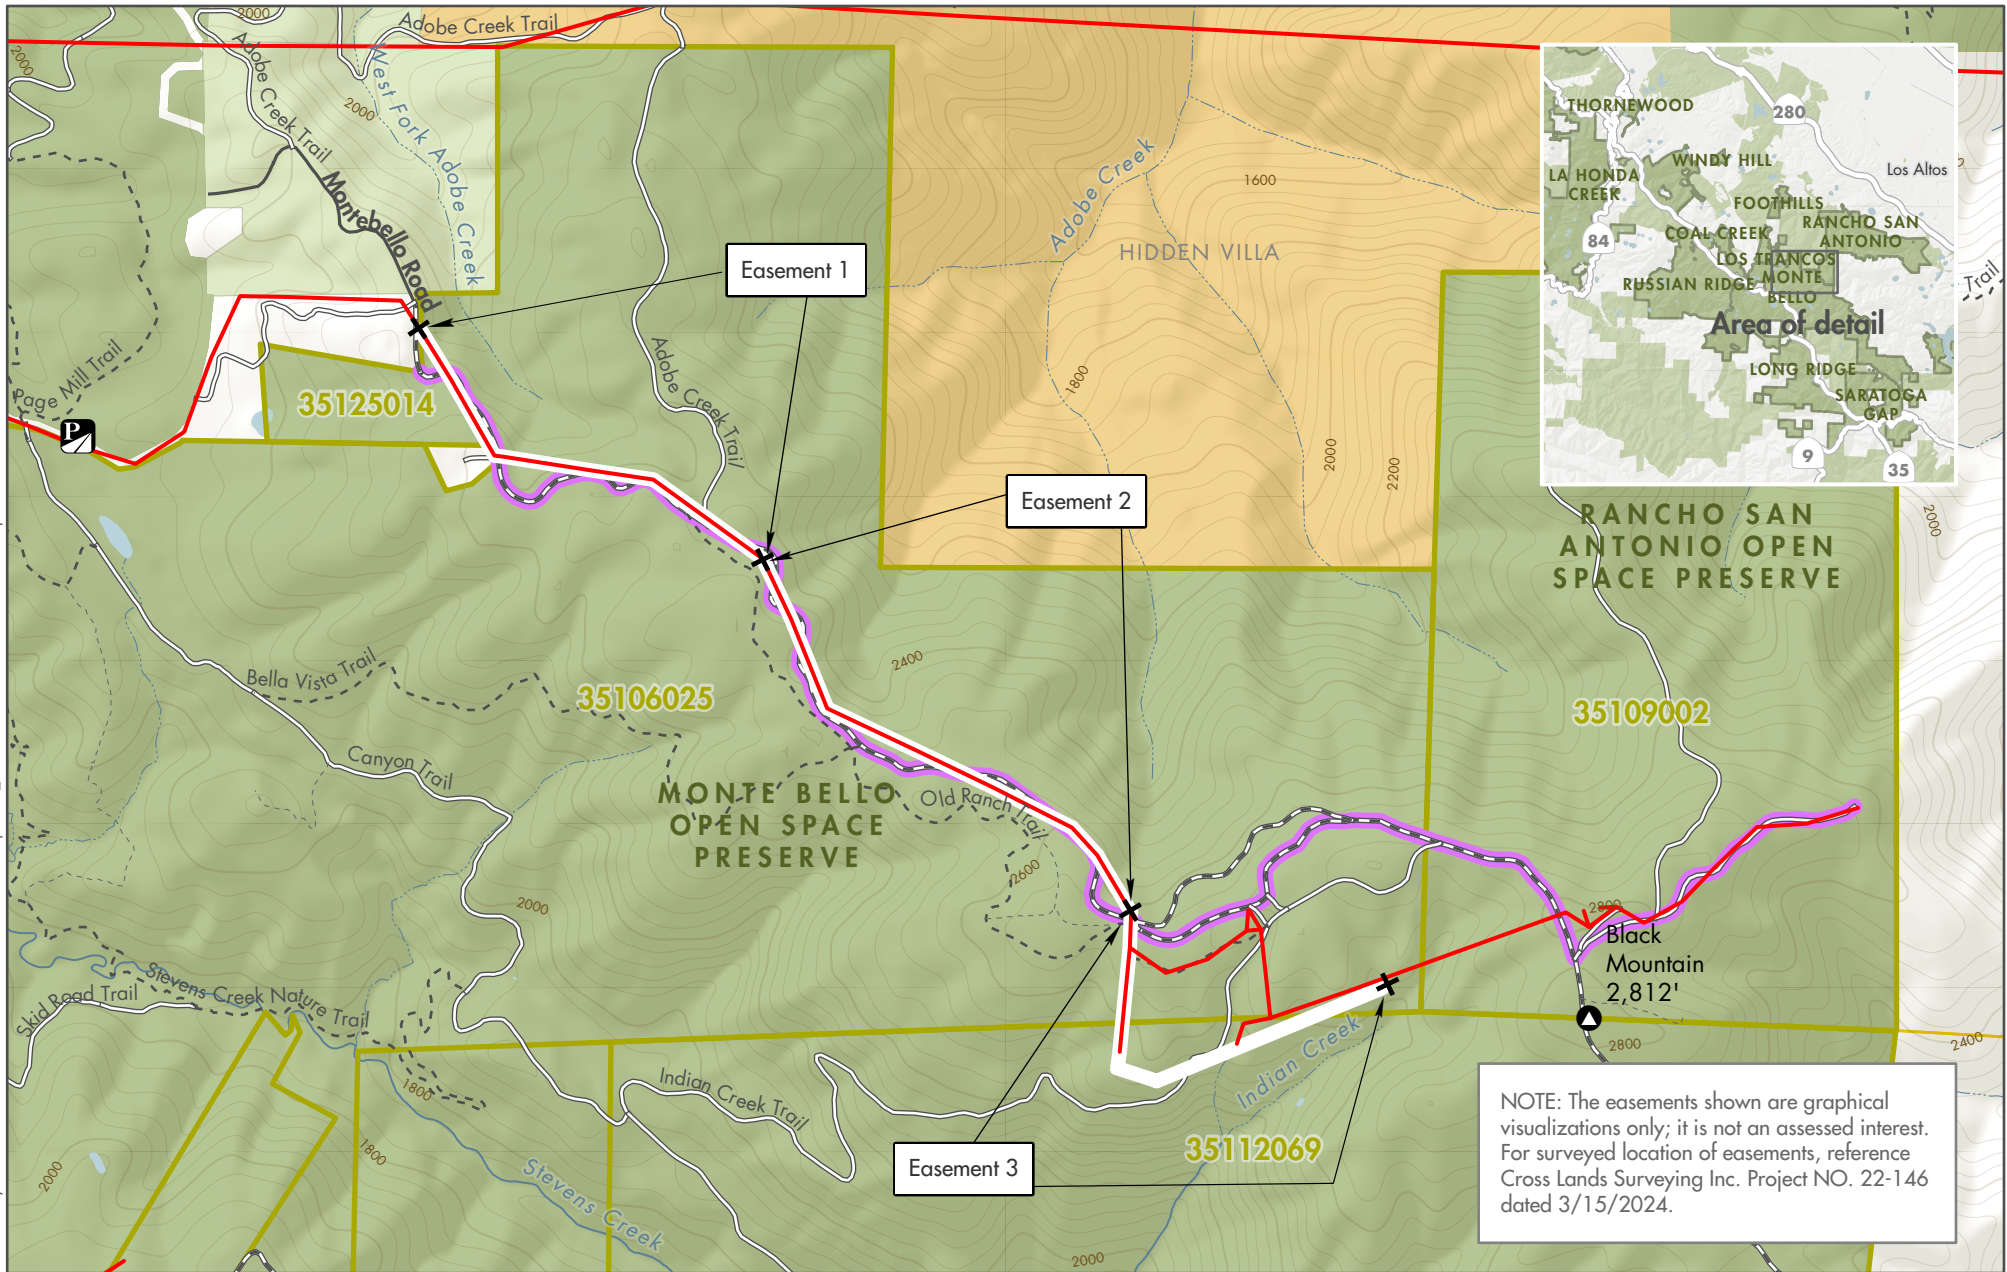 2000
Adobe Creek Trail
2000
Adobe Creek Trail
West Fork Adobe Creek
2000
Montebello Road
Adobe Creek
1600
HIDDEN VILLA
Easement 1
THORNEWOOD
280
WINDY HILL
Los Altos
LA HONDA
CREEK
FOOTHILLS
RANCHO SAN
ANTONIO
COAL CREEK
84
LOS TRANCOS
MONTE
BELLO
RUSSIAN RIDGE
Area of detail
LONG RIDGE
SARATOGA
GAP
9
35
Trail
Page Mill Trail
P
35125014
Adobe Creek Trail
1800
2000
2200
Easement 2
RANCHO SAN
ANTONIO OPEN
SPACE PRESERVE
2000
Bella Vista Trail
35106025
2400
35109002
Canyon Trail
MONTE BELLO
OPEN SPACE
PRESERVE
Old Ranch Trail
2600
2000
2800
Black
Mountain
2,812'
Skid Road Trail
Stevens Creek Nature Trail
2800
2400
1800
Indian Creek Trail
Indian Creek
1800
2000
Easement 3
35112069
Stevens Creek
2000
NOTE: The easements shown are graphical
visualizations only; it is not an assessed interest.
For surveyed location of easements, reference
Cross Lands Surveying Inc. Project NO. 22-146
dated 3/15/2024.